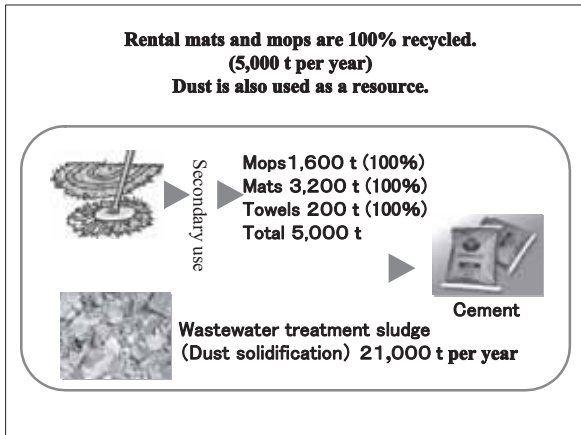 Rental mats and mops are 100% recycled.
(5,000 t per year)
Dust is also used as a resource.
Secondary use
Mops1,600 t (100%)
Mats 3,200 t (100%)
Towels 200 t (100%)
Total 5,000 t
Cement
Wastewater treatment sludge
(Dust solidification) 21,000 t per year